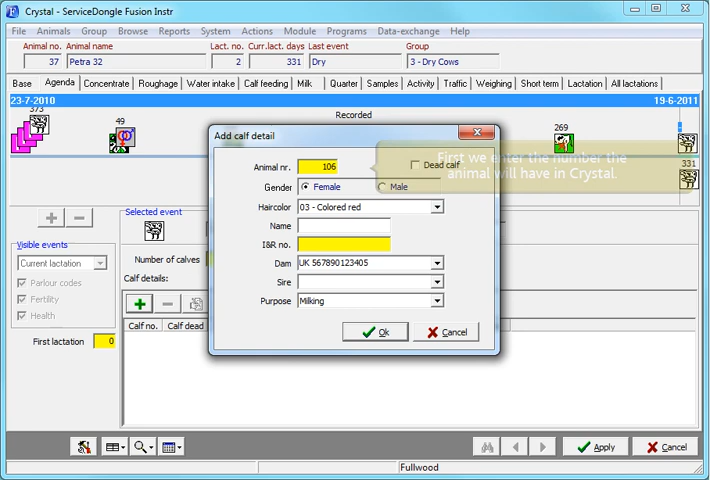 Crystal - ServiceDongle Fusion Instr
File Animals Group Browse Reports System Actions Module Programs Data-exchange Help
Animal no. Animal name Lact. no. Curr.lact. days Last event Group
37 Petra 32 2 331 Dry 3 - Dry Cows
Base Agenda Concentrate Roughage Water intake Calf feeding Milk Quarter Samples Activity Traffic Weighing Short term Lactation All lactations
23-7-2010 19-6-2011
373 Recorded
49 269
331
Add calf detail
Animal nr. 106 Dead calf
First we enter the number the
animal will have in Crystal.
Gender Female Male
Haircolor 03 - Colored red
Name
I&R no.
Dam UK 567890123405
Sire
Purpose Milking
Ok Cancel
Selected event
Visible events
Current lactation
Parlour codes
Fertility
Health
First lactation 0
Number of calves
Calf details:
Calf no. Calf dead
Apply Cancel
Fullwood